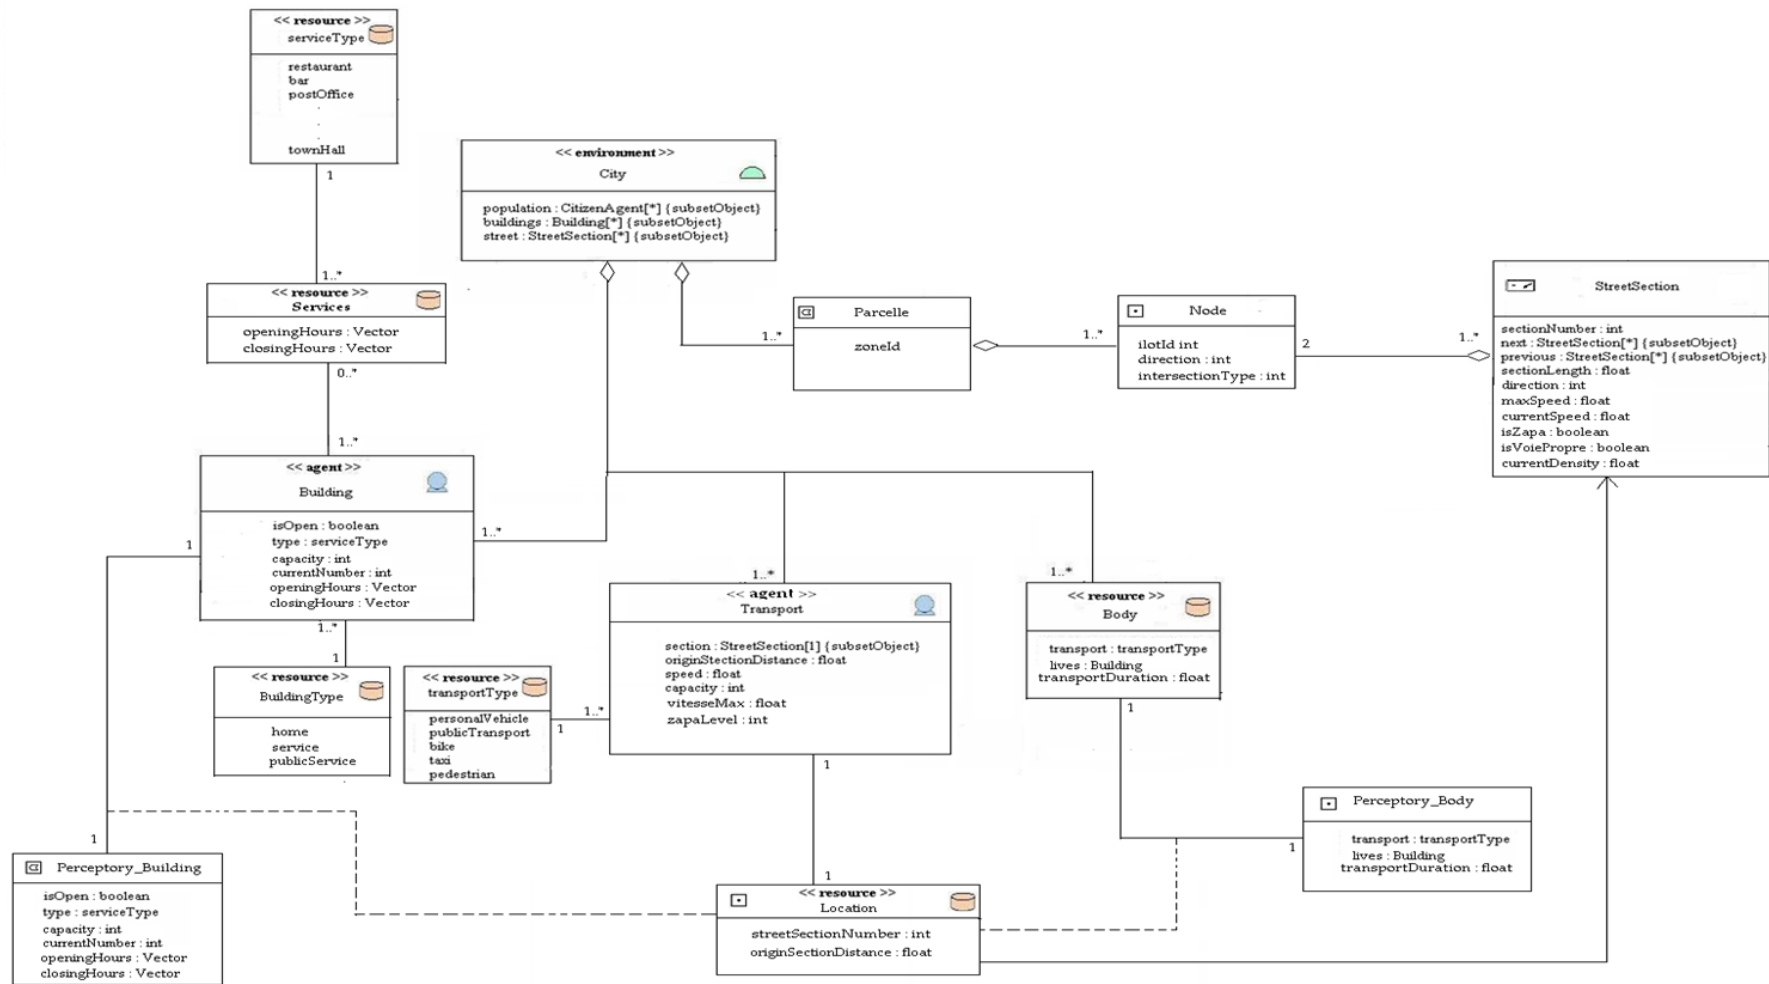 << resource >>
serviceType
restaurant
bar
postOffice
.
.
.
townHall
1
1..*
<< resource >>
Services
openingHours : Vector
closingHours : Vector
0..*
1..*
<< environment >>
City
population : CitizenAgent[*] {subsetObject}
buildings : Building[*] {subsetObject}
street : StreetSection[*] {subsetObject}
1..*
Parcelle
zoneId
1..*
Node
ilotId int
direction : int
intersectionType : int
2
1..*
StreetSection
sectionNumber : int
next : StreetSection[*] {subsetObject}
previous : StreetSection[*] {subsetObject}
sectionLength : float
direction : int
maxSpeed : float
currentSpeed : float
isZapa : boolean
isVoiePropre : boolean
currentDensity : float
<< agent >>
Building
isOpen : boolean
type : serviceType
capacity : int
currentNumber : int
openingHours : Vector
closingHours : Vector
1..*
1
1..*
1
<< resource >>
BuildingType
home
service
publicService
<< resource >>
transportType
personalVehicle
publicTransport
bike
taxi
pedestrian
1..*
1
1..*
<< agent >>
Transport
section : StreetSection[1] {subsetObject}
originStectionDistance : float
speed : float
capacity : int
vitesseMax : float
zapaLevel : int
1
1
1..*
<< resource >>
Body
transport : transportType
lives : Building
transportDuration : float
1
1
Perceptory_Body
transport : transportType
lives : Building
transportDuration : float
1
Perceptory_Building
isOpen : boolean
type : serviceType
capacity : int
currentNumber : int
openingHours : Vector
closingHours : Vector
<< resource >>
Location
streetSectionNumber : int
originSectionDistance : float